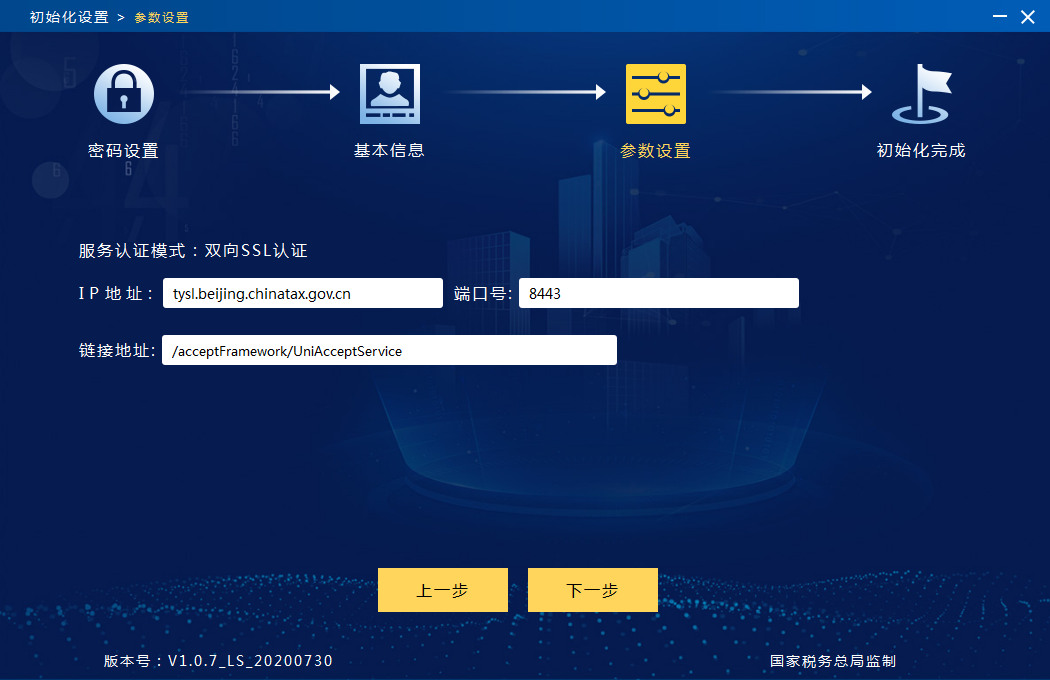 初始化设置 > 参数设置
密码设置 基本信息 参数设置 初始化完成
服务认证模式：双向SSL认证
IP地址: tysl.beijing.chinatax.gov.cn 端口号: 8443
链接地址: /acceptFramework/UniAcceptService
上一步 下一步
版本号：V1.0.7_LS_20200730 国家税务总局监制